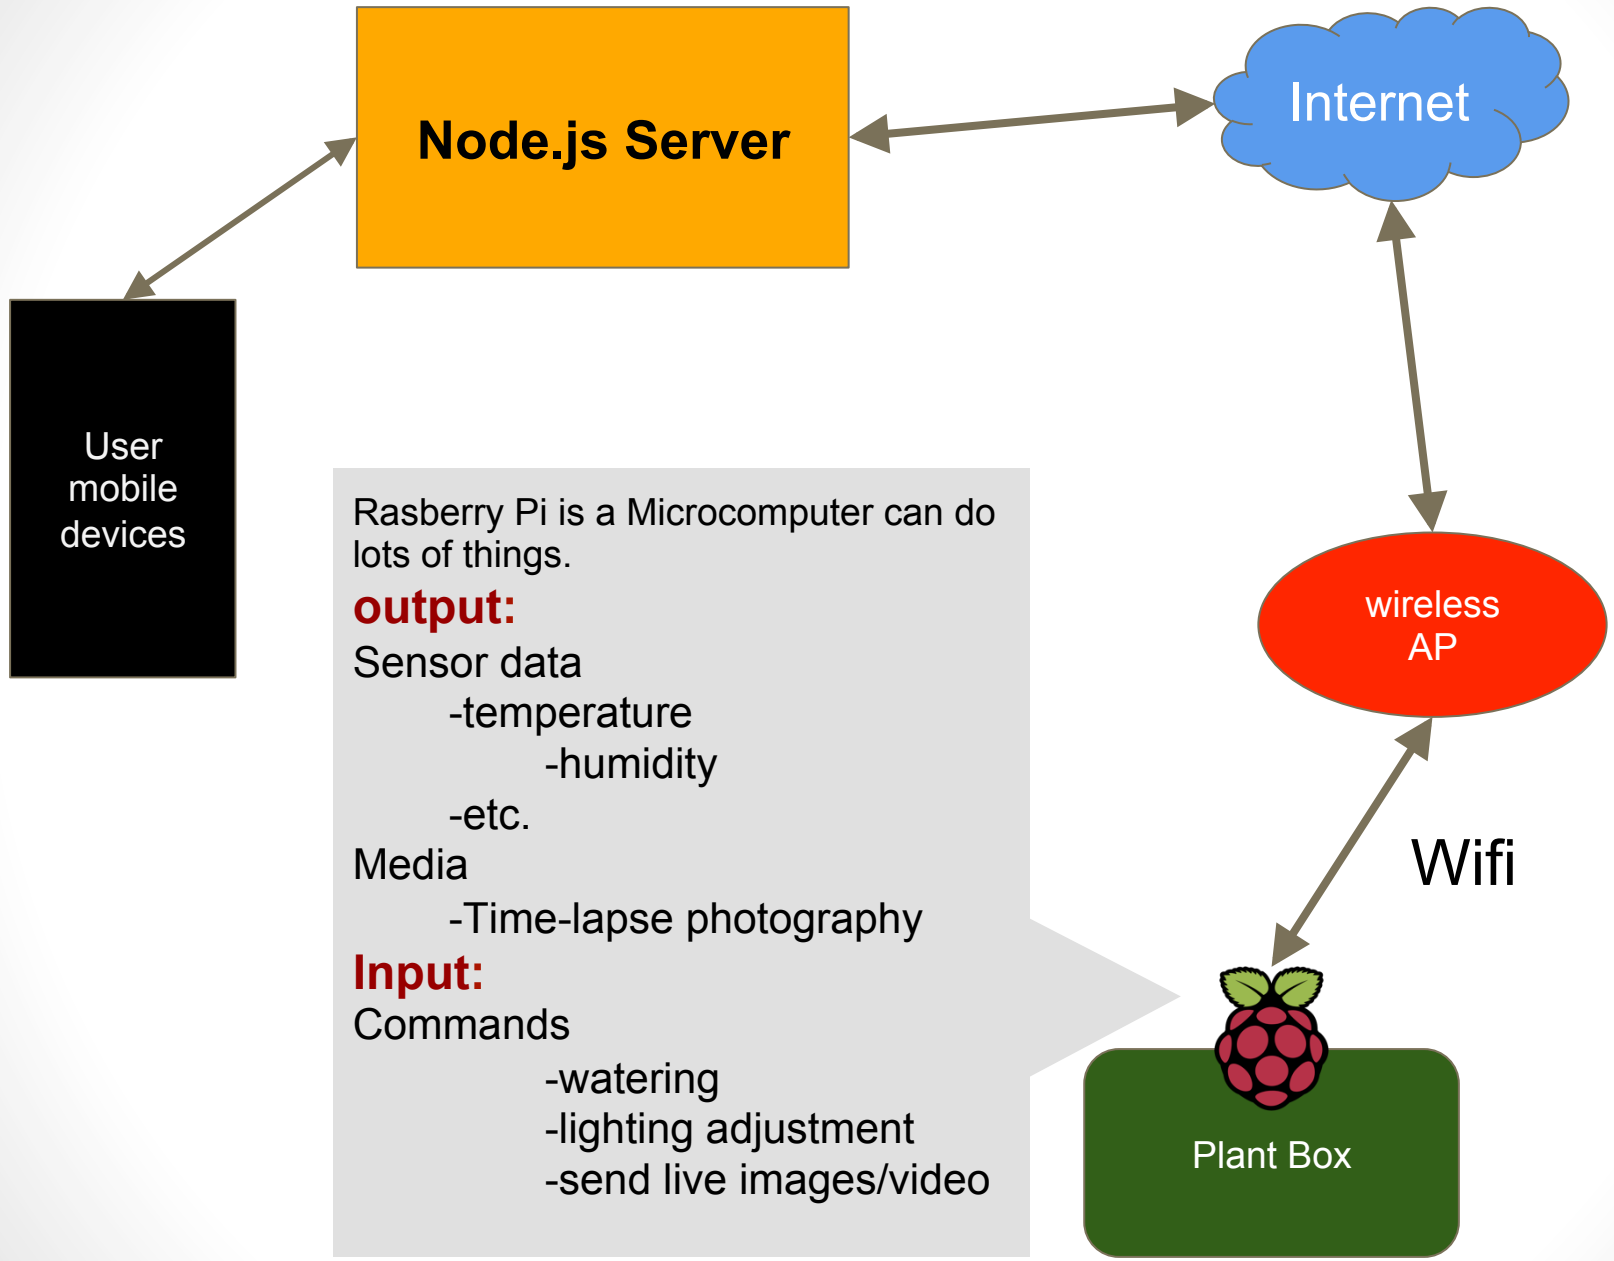 Node.js Server
Internet
User
mobile
devices
Rasberry Pi is a Microcomputer can do
lots of things.
output:
Sensor data
-temperature
-humidity
-etc.
Media
-Time-lapse photography
Input:
Commands
-watering
-lighting adjustment
-send live images/video
wireless
AP
Wifi
Plant Box